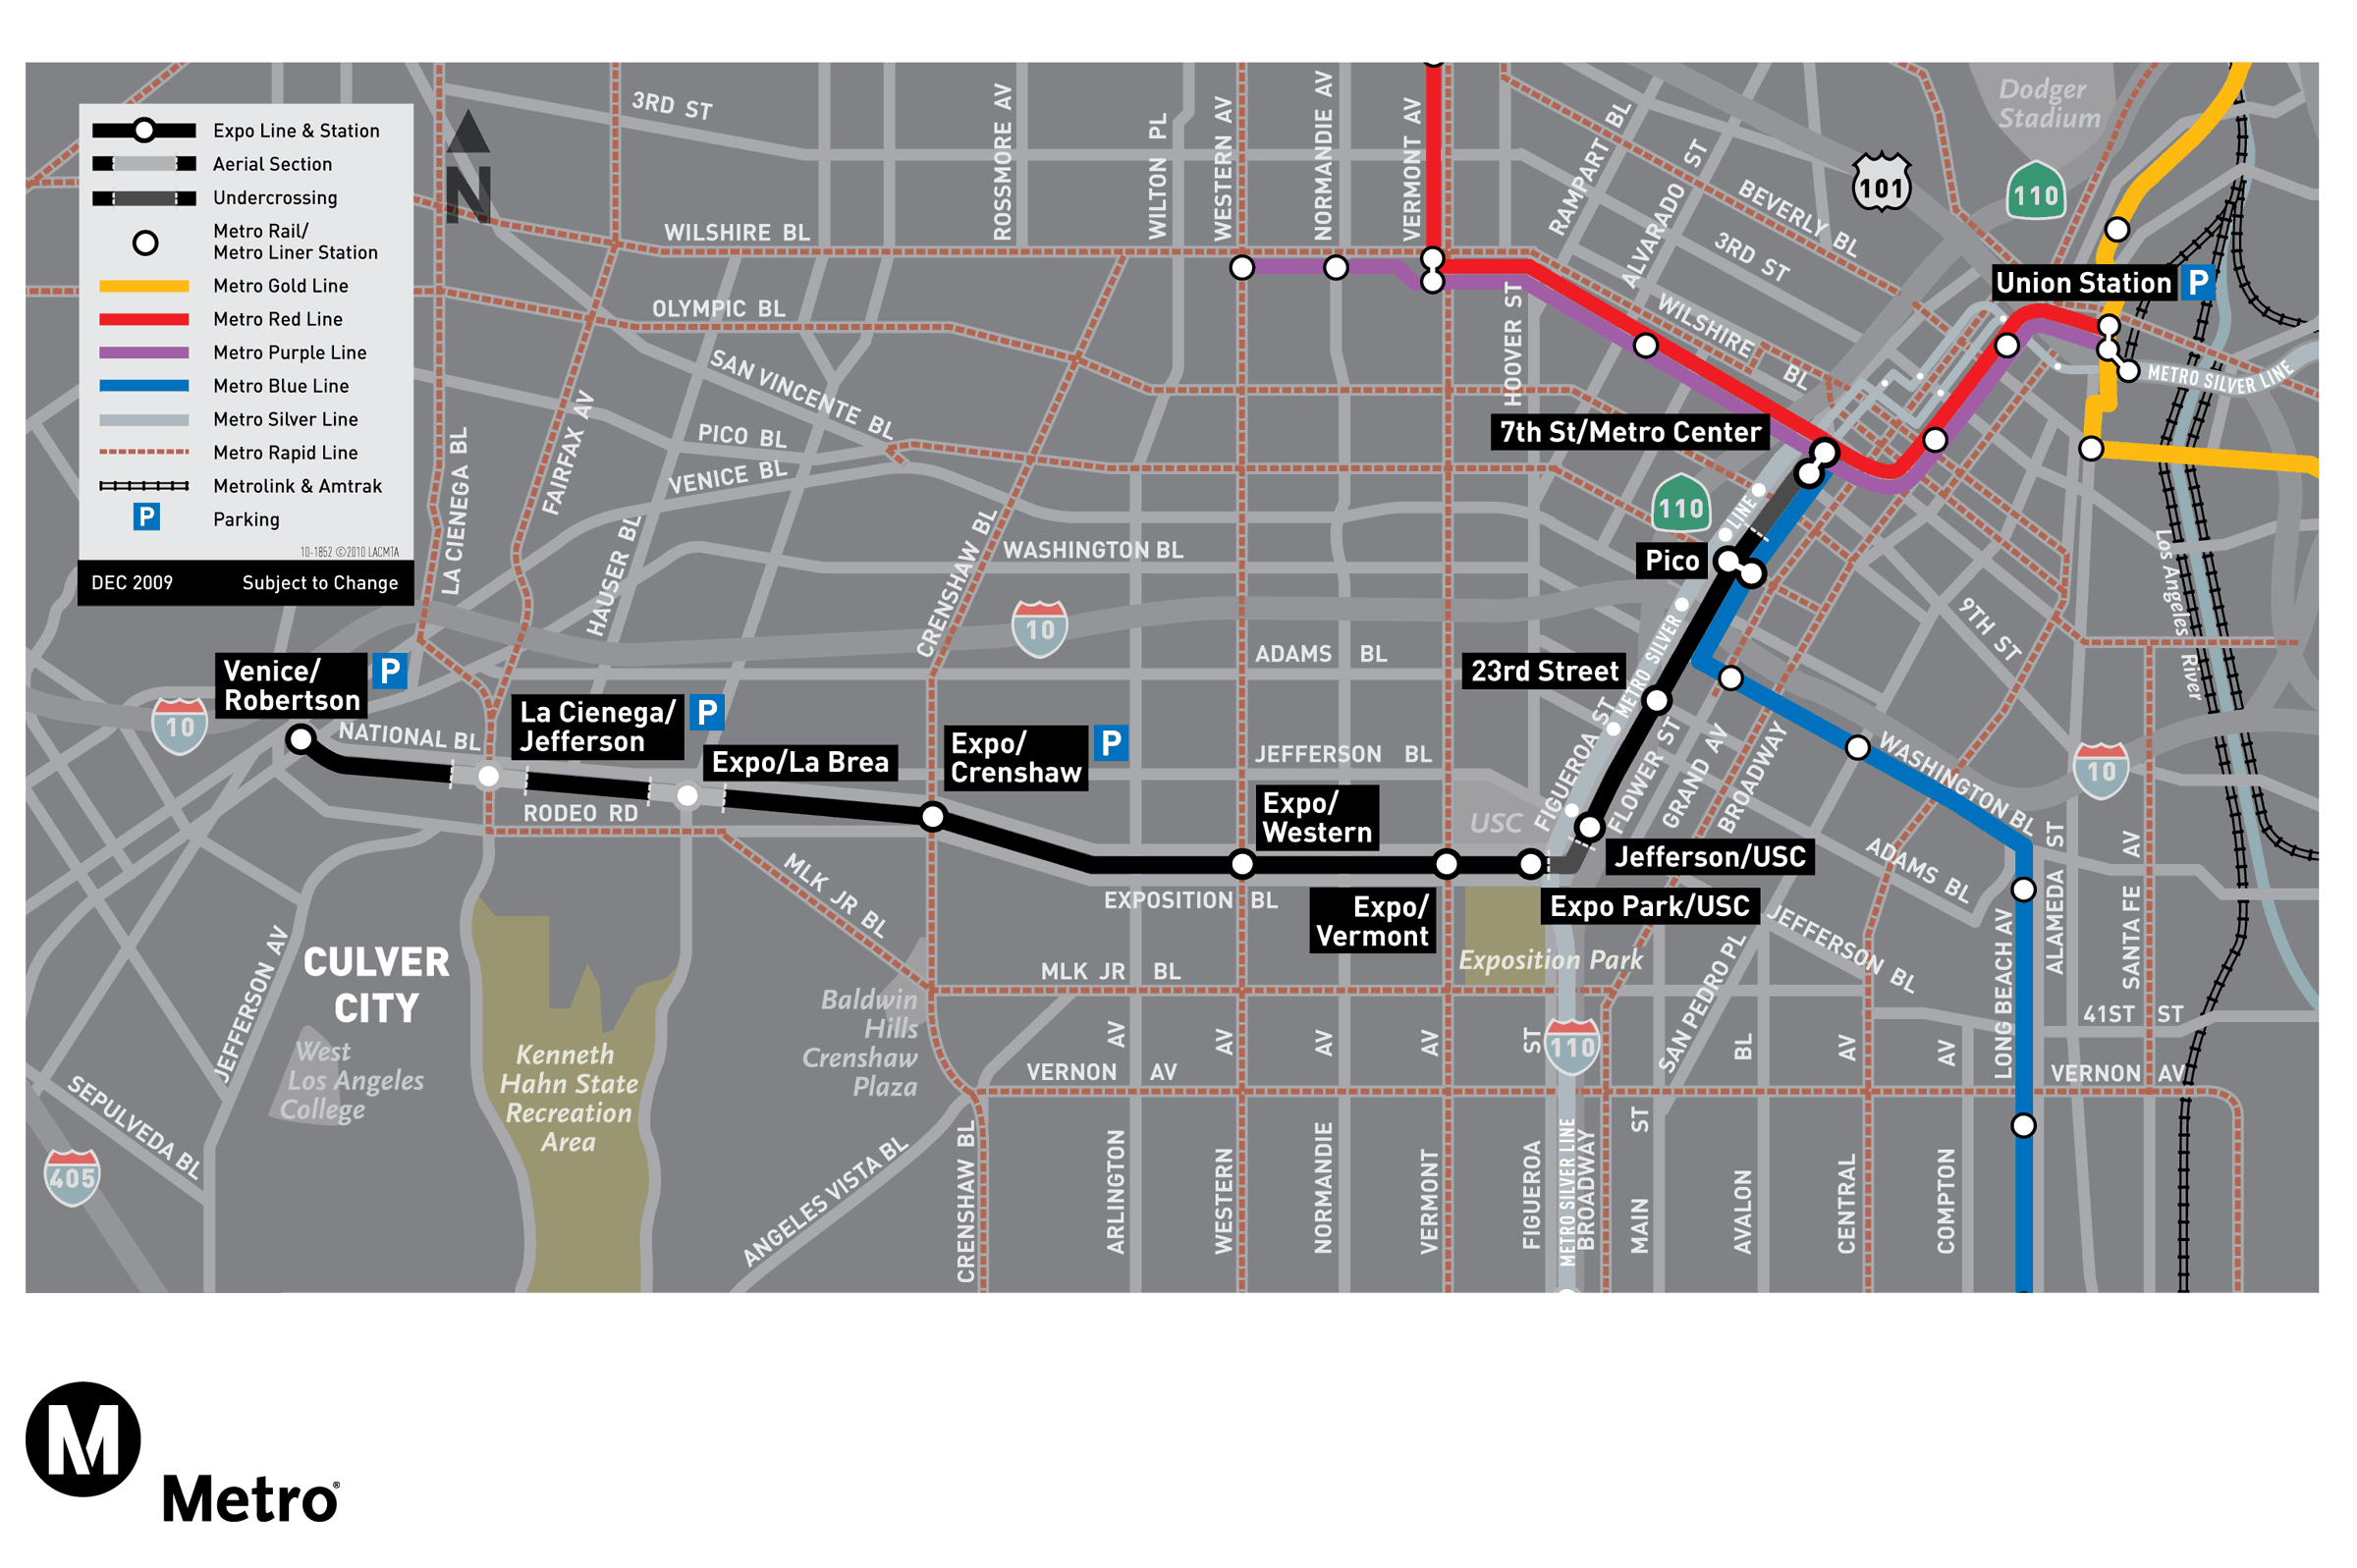 Expo Line & Station
Aerial Section
Undercrossing
Metro Rail/
Metro Liner Station
Metro Gold Line
Metro Red Line
Metro Purple Line
Metro Blue Line
Metro Silver Line
Metro Rapid Line
Metrolink & Amtrak
P
Parking
10-1852 ©2010 LACMTA
DEC 2009
Subject to Change
N
3RD ST
ROSSMORE AV
WILTON PL
WESTERN AV
NORMANDIE AV
VERMONT AV
RAMPART BL
ALVARADO ST
BEVERLY BL
3RD ST
101
110
Dodger
Stadium
WILSHIRE BL
WILSHIRE BL
HOOVER ST
Union Station P
METRO SILVER LINE
OLYMPIC BL
SAN VINCENTE BL
PICO BL
VENICE BL
LA CIENEGA BL
FAIRFAX AV
HAUSER BL
CRENSHAW BL
WASHINGTON BL
10
7th St/Metro Center
110
Pico
METRO SILVER LINE
9TH ST
Los Angeles River
ADAMS BL
23rd Street
Venice/
Robertson
P
10
NATIONAL BL
La Cienega/
Jefferson
P
Expo/La Brea
Expo/
Crenshaw
P
JEFFERSON BL
FIGUEROA ST
FLOWER ST
GRAND AV
BROADWAY
WASHINGTON BL
10
RODEO RD
Expo/
Western
USC
Jefferson/USC
ADAMS BL
ALAMEDA ST
SANTA FE AV
MLK JR BL
EXPOSITION BL
Expo/
Vermont
Expo Park/USC
JEFFERSON BL
Exposition Park
SAN PEDRO PL
LONG BEACH AV
CULVER
CITY
JEFFERSON AV
MLK JR BL
Baldwin
Hills
Crenshaw
Plaza
41ST ST
West
Los Angeles
College
Kenneth
Hahn State
Recreation
Area
110
VERNON AV
VERNON AV
SEPULVEDA BL
405
ANGELES VISTA BL
CRENSHAW BL
ARLINGTON AV
WESTERN AV
NORMANDIE AV
VERMONT AV
FIGUEROA ST
METRO SILVER LINE
BROADWAY
MAIN ST
AVALON BL
CENTRAL AV
COMPTON AV
M
Metro®